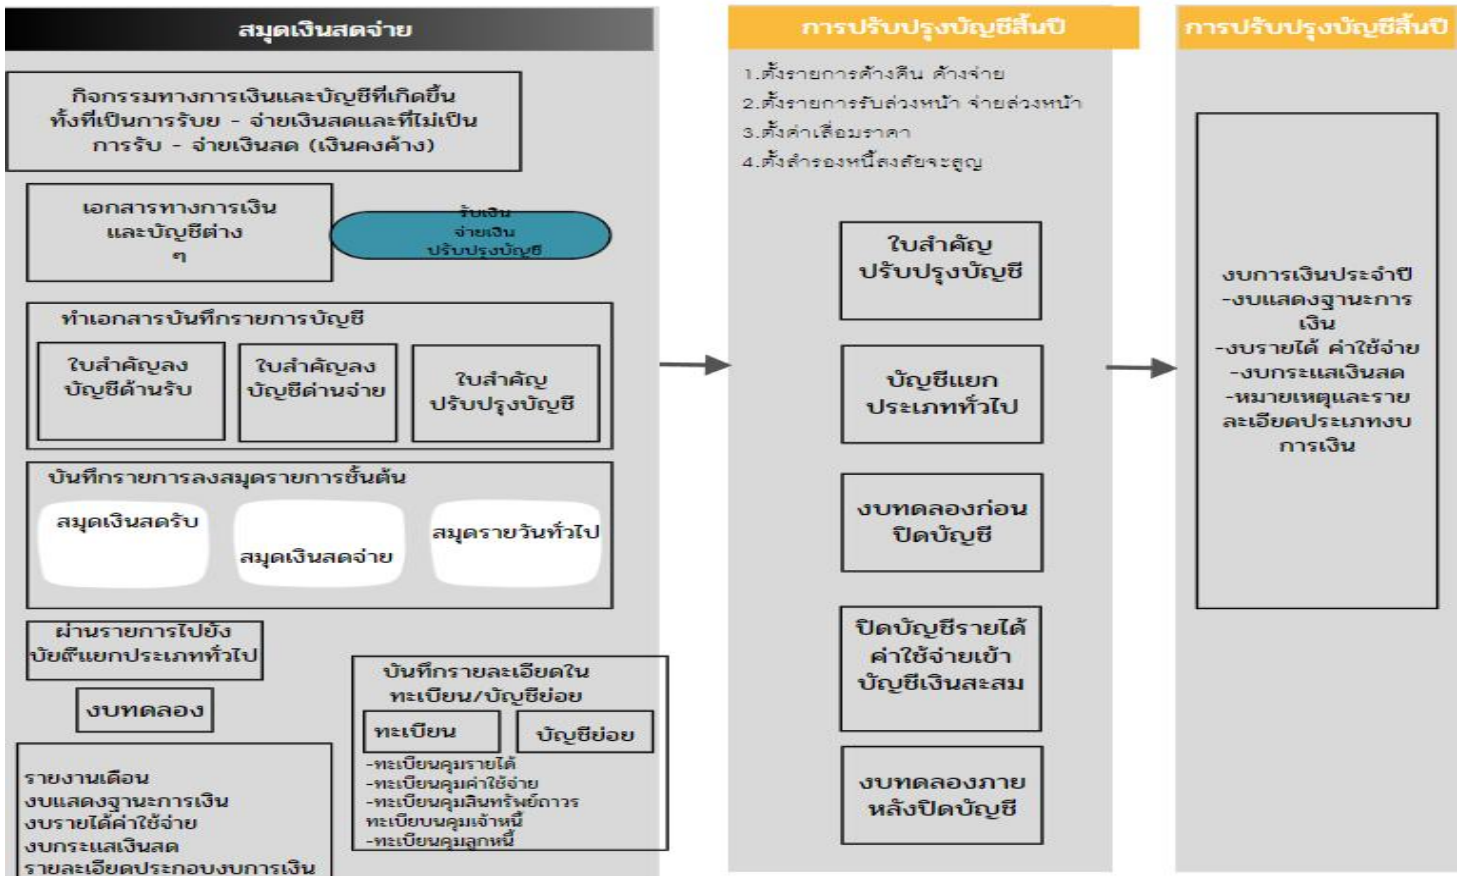 สมุดเงินสดจ่าย
กิจกรรมทางการเงินและบัญชีที่เกิดขึ้น
ทั้งที่เป็นการรับย - จ่ายเงินสดและที่ไม่เป็น
การรับ - จ่ายเงินสด (เงินคงค้าง)
เอกสารทางการเงิน
และบัญชีต่าง
ๆ
รับเงิน
จ่ายเงิน
ปรับปรุงบัญชี
ทำเอกสารบันทึกรายการบัญชี
ใบสำคัญลง
บัญชีด้านรับ
ใบสำคัญลง
บัญชีด่านจ่าย
ใบสำคัญ
ปรับปรุงบัญชี
บันทึกรายการลงสมุดรายการชั้นต้น
สมุดเงินสดรับ
สมุดเงินสดจ่าย
สมุดรายวันทั่วไป
ผ่านรายการไปยัง
บัยตีแยกประเภททั่วไป
งบทดลอง
รายงานเดือน
งบแสดงฐานะการเงิน
งบรายได้ค่าใช้จ่าย
งบกระแสเงินสด
รายละเอียดประกอบงบการเงิน
บันทึกรายละเอียดใน
ทะเบียน/บัญชีย่อย
ทะเบียน
บัญชีย่อย
-ทะเบียนคุมรายได้
-ทะเบียนคุมค่าใช้จ่าย
-ทะเบียนคุมสินทรัพย์ถาวร
ทะเบียบนคุมเจ้าหนี้
-ทะเบียนคุมลูกหนี้
การปรับปรุงบัญชีสิ้นปี
1.ตั้งรายการค้างคืน ค้างจ่าย
2.ตั้งรายการรับล่วงหน้า จ่ายล่วงหน้า
3.ตั้งค่าเสื่อมราคา
4.ตั้งสำรองหนี้สงสัยจะสูญ
ใบสำคัญ
ปรับปรุงบัญชี
บัญชีแยก
ประเภททั่วไป
งบทดลองก่อน
ปิดบัญชี
ปิดบัญชีรายได้
ค่าใช้จ่ายเข้า
บัญชีเงินสะสม
งบทดลองภาย
หลังปิดบัญชี
การปรับปรุงบัญชีสิ้นปี
งบการเงินประจำปี
-งบแสดงฐานะการ
เงิน
-งบรายได้ ค่าใช้จ่าย
-งบกระแสเงินสด
-หมายเหตุและราย
ละเอียดประเภทงบ
การเงิน